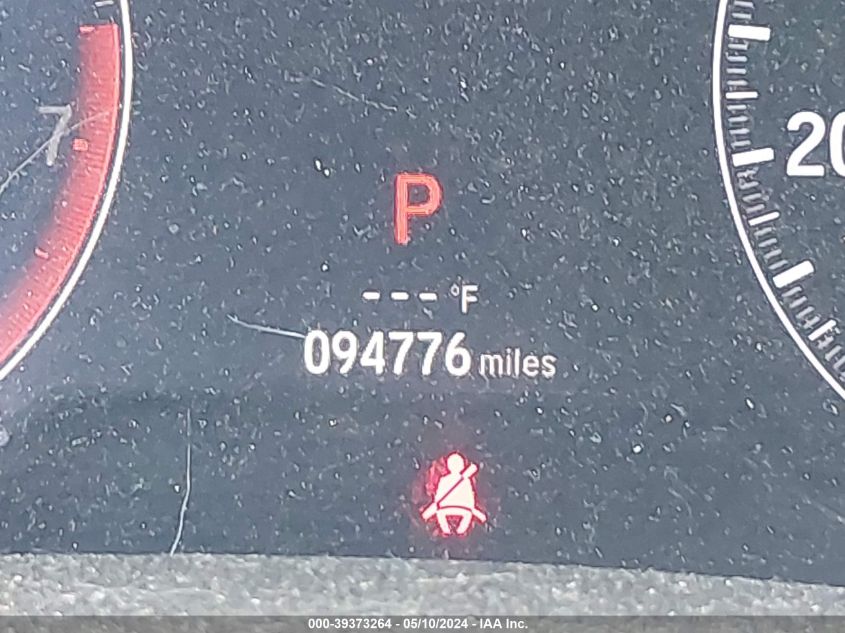 7
P
20
--- °F
094776 miles
000-39373264 - 05/10/2024 - IAA Inc.